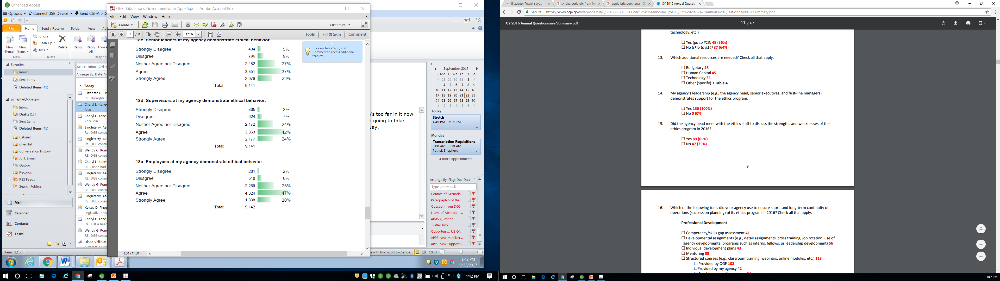 Enhanced Access
Options Connect USB Device Send Ctrl-Alt-De
File Home Send / Receive Folder View
New E-mail New Items Ignore Clean Up Junk Delete Reply Reply All
New Delete
Favorites
Inbox
Sent Items
Deleted Items (41)
pshephe@oge.gov
Inbox
Drafts [17]
Sent Items
Deleted Items (41)
Cabinet
Checklist
Conversation History
Junk E-mail
Outbox
Records
RSS Feeds
Search Folders
Mail
Calendar
Contacts
Tasks
Items: 2,186
Search Inbox (Ctrl+E
Arrange By: Date
Today
Elizabeth D. Ho
RE: Thoughts o
Cheryl L. Kane-
Also
Cheryl L. Kane-
Pork loin
Singleterry, Aa
Re: OGE consu
Singleterry, Aa
RE: OGE consu
Wendy G. Pond
RE: OGE consu
Cheryl L. Kane-
RE: Susan had
Singleterry, Aa
RE: OGE consu
Wendy G. Pond
RE: OGE consu
Singleterry, Aa
RE: OGE consu
Kelsey D. Phipp
Legislative Upd
Cheryl L. Kane-
Re: Just a head
Wendy G. Pond
RE: OGE consu
Diana Veilleux
OGE_Tabulations_Governmentwide_AppxA.pdf - Adobe Acrobat Pro
File Edit View Window Help
Create Customize
7 / 8 125% Tools Fill & Sign Comment
Click on Tools, Sign, and
Comment to access additional
features.
18c. Senior leaders at my agency demonstrate ethical behavior.
Strongly Disagree 434 5%
Disagree 796 9%
Neither Agree nor Disagree 2,482 27%
Agree 3,351 37%
Strongly Agree 2,079 23%
Total: 9,141
18d. Supervisors at my agency demonstrate ethical behavior.
Strongly Disagree 305 3%
Disagree 624 7%
Neither Agree nor Disagree 2,172 24%
Agree 3,863 42%
Strongly Agree 2,177 24%
Total: 9,141
18e. Employees at my agency demonstrate ethical behavior.
Strongly Disagree 201 2%
Disagree 510 6%
Neither Agree nor Disagree 2,269 25%
Agree 4,324 47%
Strongly Agree 1,838 20%
Total: 9,142
8.50 x 11.00 in
's too far in it now
going to take
September 2017
Su Mo Tu We Th Fr Sa
27 28 29 30 31 1 2
3 4 5 6 7 8 9
10 11 12 13 14 15 16
17 18 19 20 21 22 23
24 25 26 27 28 29 30
1 2 3 4 5 6 7
Today
Stretch
4:45 PM - 5:15 PM
Monday
Transcription Requisitions
8:00 AM - 8:30 AM
Patrick Shepherd
4 more appointments
Arrange By: Flag: Due Date
Type a new task
Contact of Grenada...
Paragraph 6 of the ...
Question from DOI
Leave of Absence a...
AIMS Question
Twitter Info
Opportunity: US Of...
APPE New Member...
APPE New Supporti...
e with Microsoft Exchange 100%
1:42 PM
9/22/2017
1:42 PM
Elizabeth Powell says... smoke pork loin from fro apple brie porchetta - Go CY 2016 Annual Question
Secure https://www.oge.gov/web/oge.nsf/0/3E4B683770E56F2A85258156005504F0/$FILE/CY%202016%20Annual%20Questionnaire%20Summary.pdf
CY 2016 Annual Questionnaire Summary.pdf 11 / 67
technology, etc.)
Yes (go to #13) 49 (36%)
No (skip to #14) 87 (64%)
13. Which additional resources are needed? Check all that apply.
Budgetary 26
Human Capital 45
Technology 35
Other (specify) 3 Table 4
14. My agency's leadership (e.g., the agency head, senior executives, and first-line managers)
demonstrates support for the ethics program.
Yes 136 (100%)
No 0 (0%)
15. Did the agency head meet with the ethics staff to discuss the strengths and weaknesses of the
ethics program in 2016?
Yes 89 (65%)
No 47 (35%)
9
16. Which of the following tools did your agency use to ensure short- and long-term continuity of
operations (succession planning) of its ethics program in 2016? Check all that apply.
Professional Development
Competency/skills gap assessment 41
Developmental assignments (e.g., detail assignments, cross training, job rotation, use of
agency developmental programs such as interns, fellows, or leadership development) 56
Individual development plans 43
Mentoring 88
Structured courses (e.g., classroom training, webinars, online modules, etc.) 113
Provided by OGE 102
Provided by my agency 42
1:42 PM